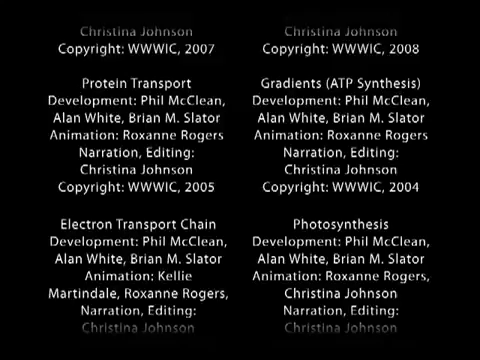 Christina Johnson
Copyright: WWWIC, 2007
Protein Transport
Development: Phil McClean,
Alan White, Brian M. Slator
Animation: Roxanne Rogers
Narration, Editing:
Christina Johnson
Copyright: WWWIC, 2005
Electron Transport Chain
Development: Phil McClean,
Alan White, Brian M. Slator
Animation: Kellie
Martindale, Roxanne Rogers,
Narration, Editing:
Christina Johnson
Christina Johnson
Copyright: WWWIC, 2008
Gradients (ATP Synthesis)
Development: Phil McClean,
Alan White, Brian M. Slator
Animation: Roxanne Rogers
Narration, Editing:
Christina Johnson
Copyright: WWWIC, 2004
Photosynthesis
Development: Phil McClean,
Alan White, Brian M. Slator
Animation: Roxanne Rogers,
Christina Johnson
Narration, Editing:
Christina Johnson